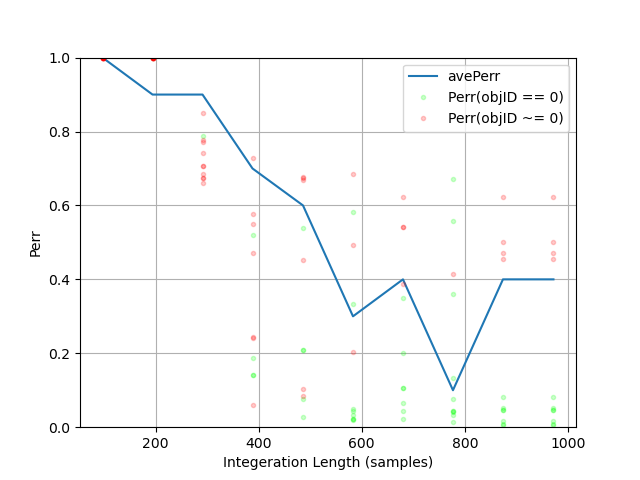 1.0
0.8
0.6
0.4
0.2
0.0
Perr
avePerr
Perr(objID == 0)
Perr(objID ~= 0)
200 400 600 800 1000
Integeration Length (samples)